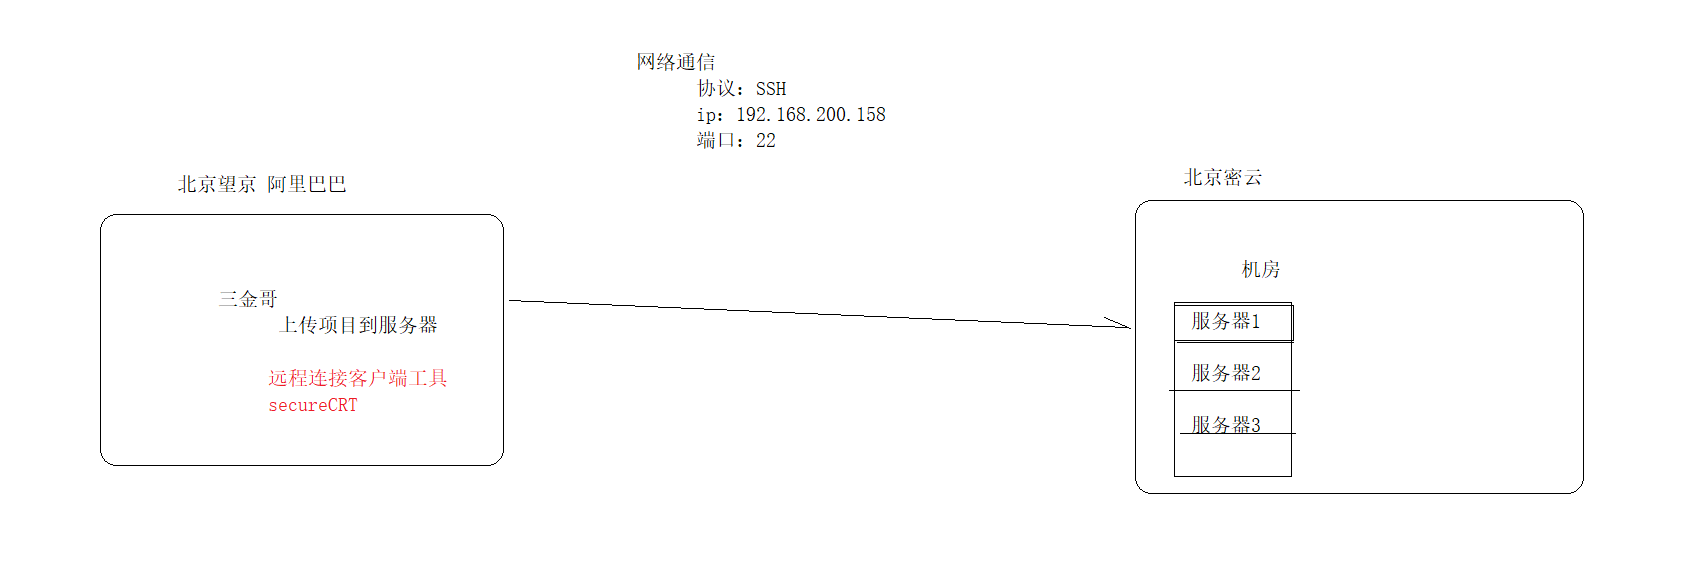 网络通信
协议：SSH
ip：192.168.200.158
端口：22
北京望京 阿里巴巴
三金哥
上传项目到服务器
远程连接客户端工具
secureCRT
北京密云
机房
服务器1
服务器2
服务器3